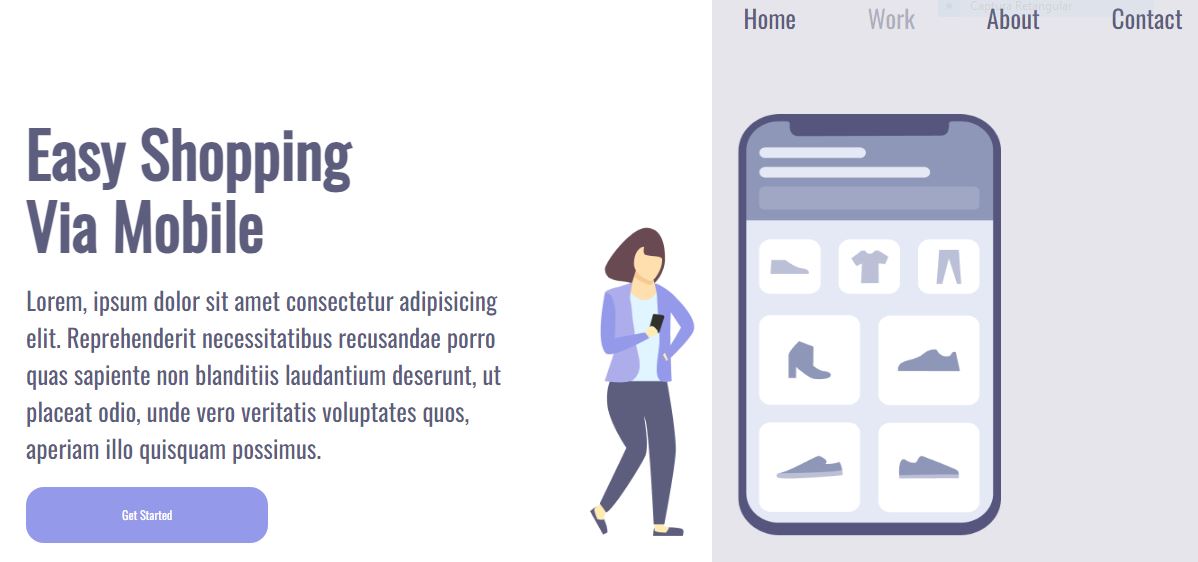 Captura Retangular
Home Work About Contact
Easy Shopping
Via Mobile
Lorem, ipsum dolor sit amet consectetur adipisicing
elit. Reprehenderit necessitatibus recusandae porro
quas sapiente non blanditiis laudantium deserunt, ut
placeat odio, unde vero veritatis voluptates quos,
aperiam illo quisquam possimus.
Get Started